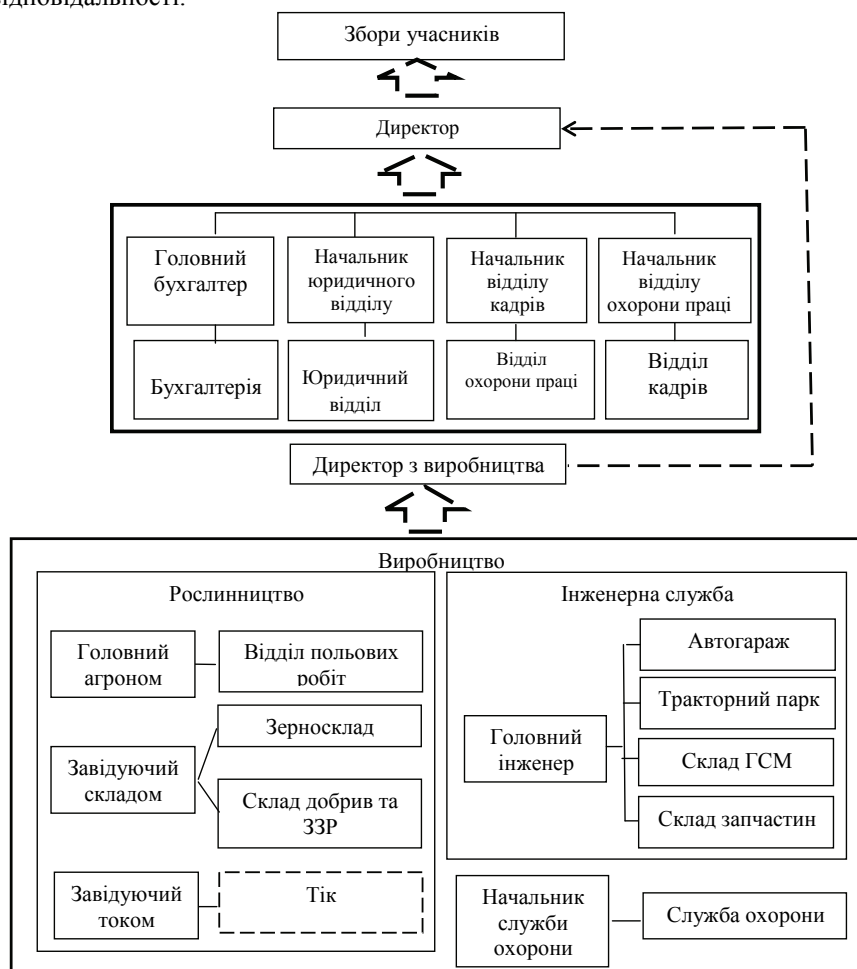 Збори учасників
Директор
Головний
бухгалтер
Начальник
юридичного
відділу
Начальник
відділу
кадрів
Начальник
відділу
охорони праці
Бухгалтерія
Юридичний
відділ
Відділ
охорони праці
Відділ
кадрів
Директор з виробництва
Виробництво
Рослинництво
Головний
агроном
Відділ польових
робіт
Завідуючий
складом
Зерносклад
Склад добрив та
ЗЗР
Завідуючий
током
Тік
Інженерна служба
Головний
інженер
Автогараж
Тракторний парк
Склад ГСМ
Склад запчастин
Начальник
служби
охорони
Служба охорони